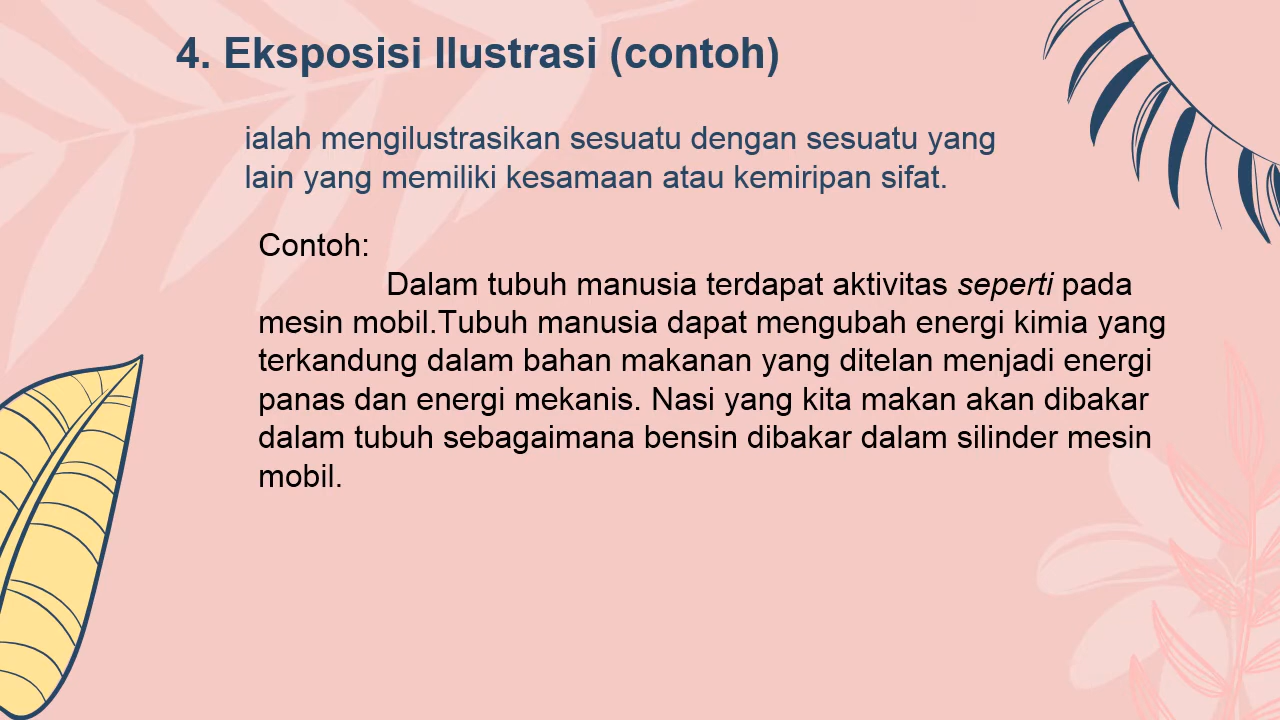 4. Eksposisi Ilustrasi (contoh)
ialah mengilustrasikan sesuatu dengan sesuatu yang
lain yang memiliki kesamaan atau kemiripan sifat.
Contoh:
Dalam tubuh manusia terdapat aktivitas seperti pada
mesin mobil.Tubuh manusia dapat mengubah energi kimia yang
terkandung dalam bahan makanan yang ditelan menjadi energi
panas dan energi mekanis. Nasi yang kita makan akan dibakar
dalam tubuh sebagaimana bensin dibakar dalam silinder mesin
mobil.